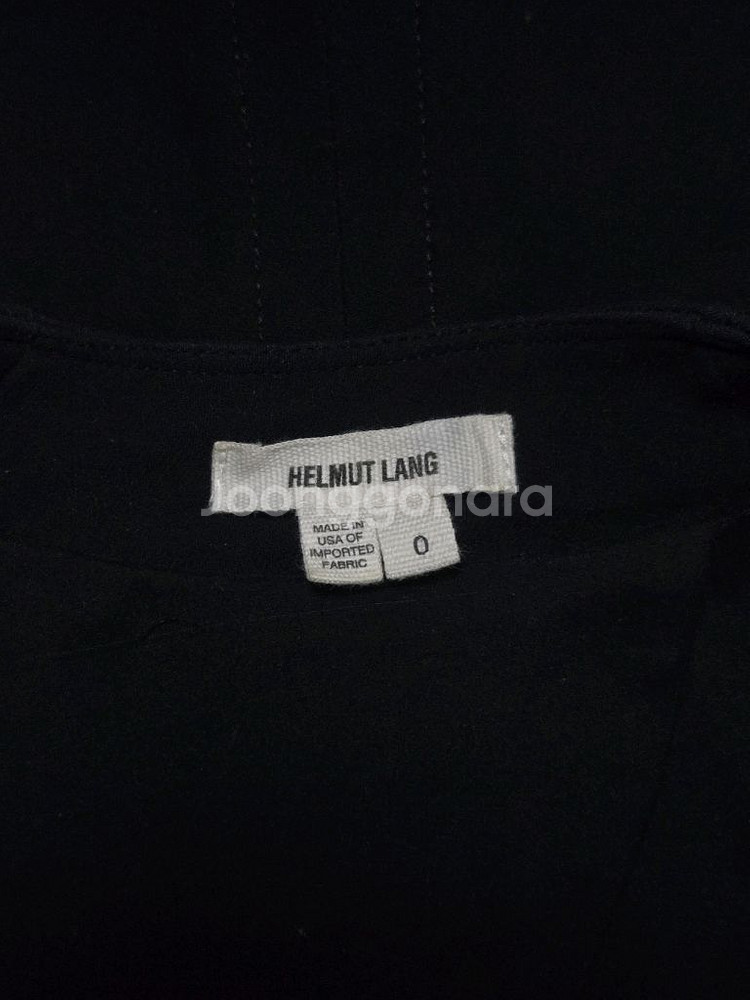 HELMUT LANG
Joonggonara
MADE IN
USA OF
IMPORTED
FABRIC
0